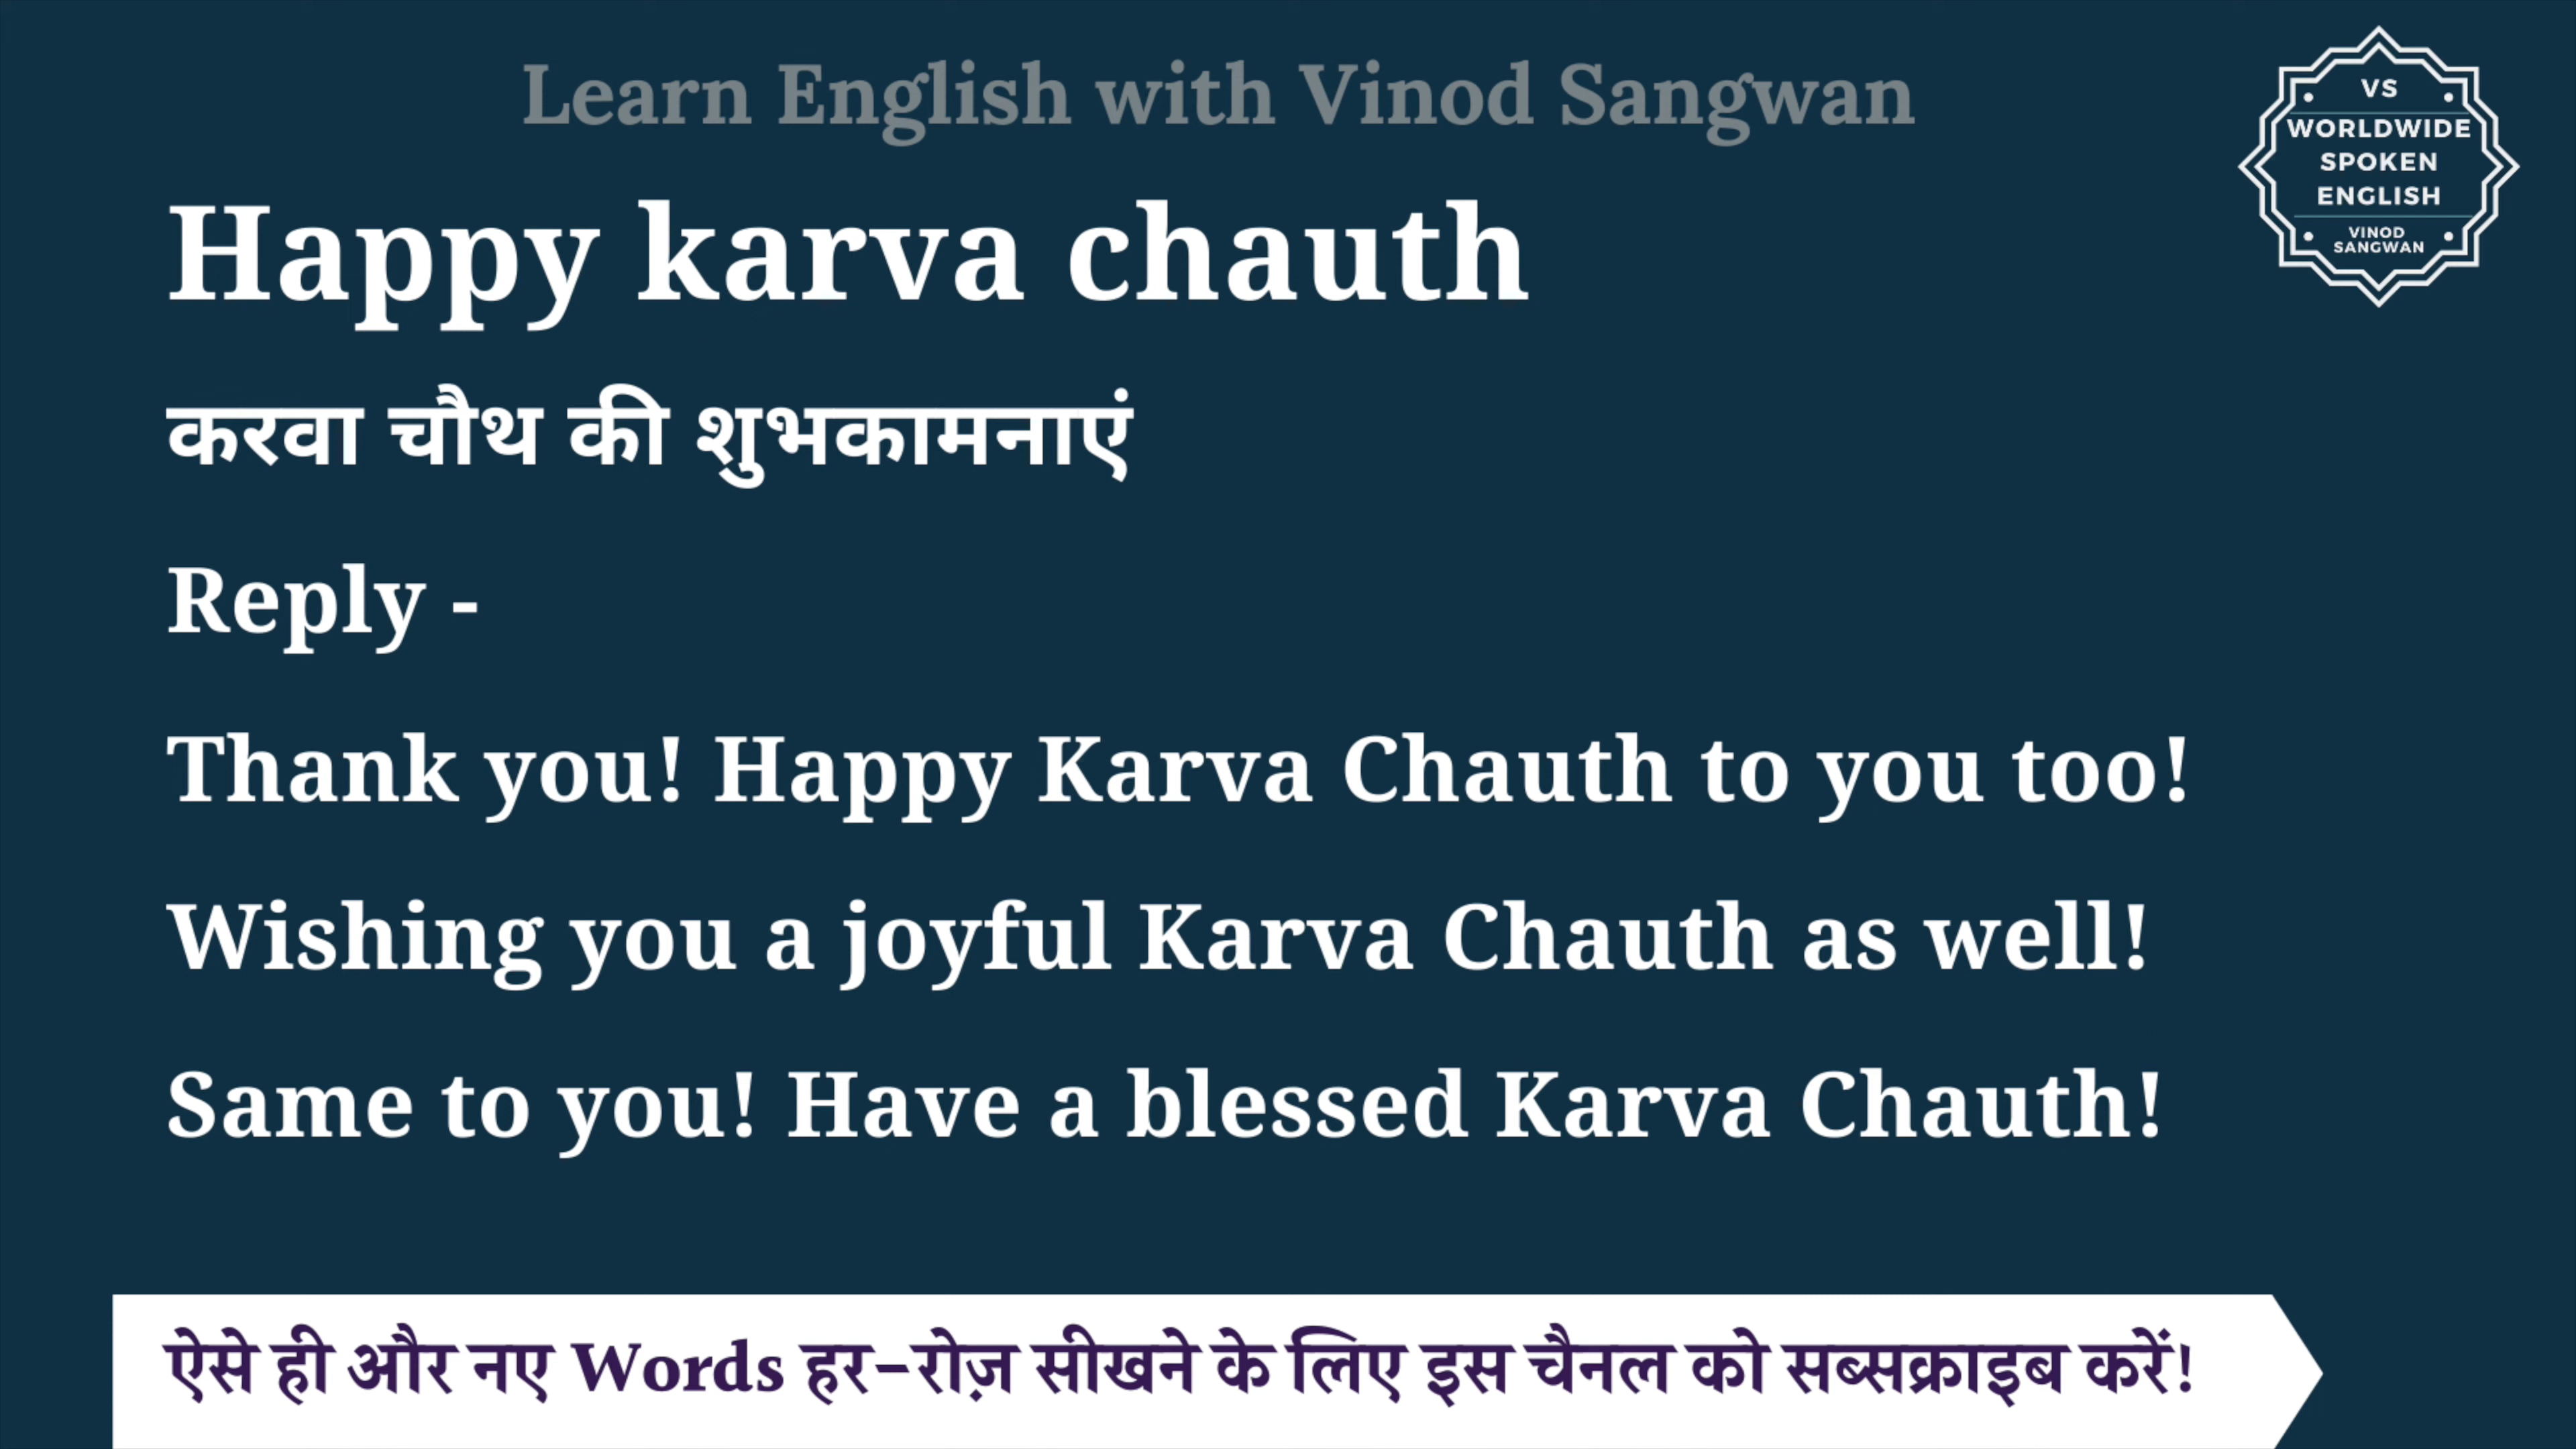 Learn English with Vinod Sangwan
VS
WORLDWIDE
SPOKEN
ENGLISH
VINOD
SANGWAN
Happy karva chauth
करवा चौथ की शुभकामनाएं
Reply -
Thank you! Happy Karva Chauth to you too!
Wishing you a joyful Karva Chauth as well!
Same to you! Have a blessed Karva Chauth!
ऐसे ही और नए Words हर-रोज़ सीखने के लिए इस चैनल को सब्सक्राइब करें!